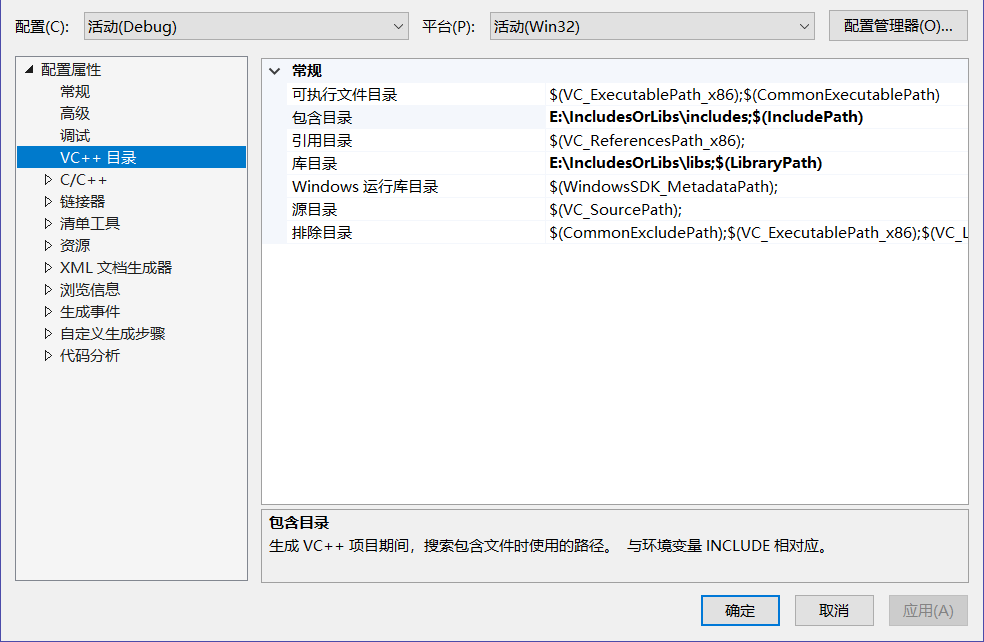 配置(C): 活动(Debug) 平台(P): 活动(Win32) 配置管理器(O)...
配置属性
常规
高级
调试
VC++ 目录
C/C++
链接器
清单工具
资源
XML 文档生成器
浏览信息
生成事件
自定义生成步骤
代码分析
常规
可执行文件目录 $(VC_ExecutablePath_x86);$(CommonExecutablePath)
包含目录 E:\IncludesOrLibs\includes;$(IncludePath)
引用目录 $(VC_ReferencesPath_x86);
库目录 E:\IncludesOrLibs\libs;$(LibraryPath)
Windows 运行库目录 $(WindowsSDK_MetadataPath);
源目录 $(VC_SourcePath);
排除目录 $(CommonExcludePath);$(VC_ExecutablePath_x86);$(VC_L
包含目录
生成 VC++ 项目期间，搜索包含文件时使用的路径。 与环境变量 INCLUDE 相对应。
确定 取消 应用(A)